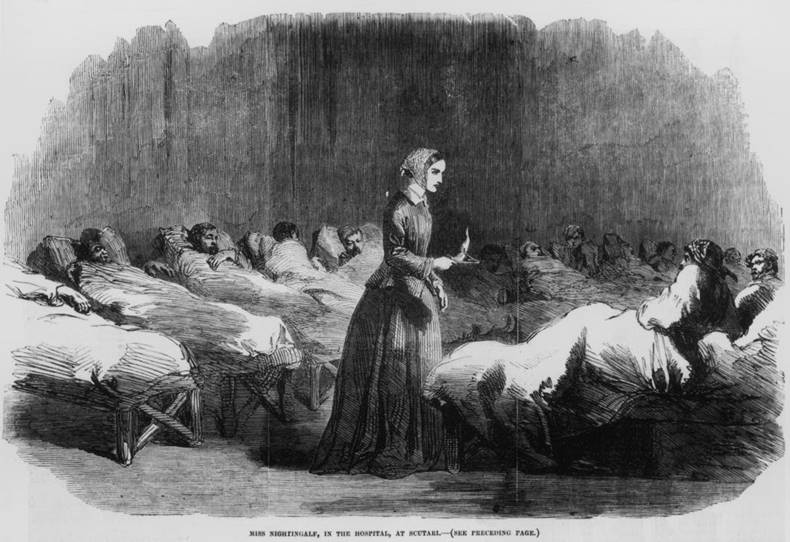 MISS NIGHTINGALE, IN THE HOSPITAL, AT SCUTARI.—(SEE PRECEDING PAGE.)